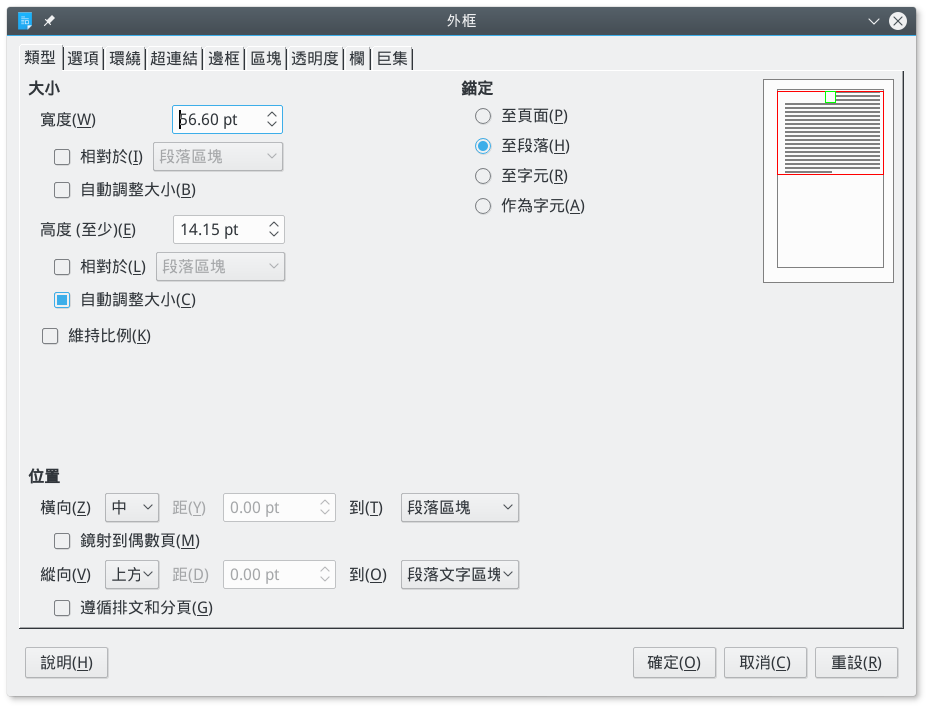 外框
類型 選項 環繞 超連結 邊框 區塊 透明度 欄 巨集
大小
寬度(W) 56.60 pt
相對於(I) 段落區塊
自動調整大小(B)
高度 (至少)(E) 14.15 pt
相對於(L) 段落區塊
自動調整大小(C)
維持比例(K)
錨定
至頁面(P)
至段落(H)
至字元(R)
作為字元(A)
位置
橫向(Z) 中 距(Y) 0.00 pt 到(T) 段落區塊
鏡射到偶數頁(M)
縱向(V) 上方 距(D) 0.00 pt 到(O) 段落文字區塊
遵循排文和分頁(G)
說明(H) 確定(O) 取消(C) 重設(R)